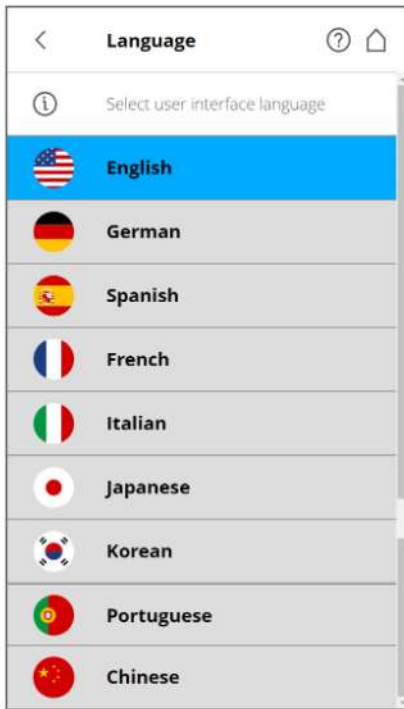 Language
Select user interface language
English
German
Spanish
French
Italian
Japanese
Korean
Portuguese
Chinese